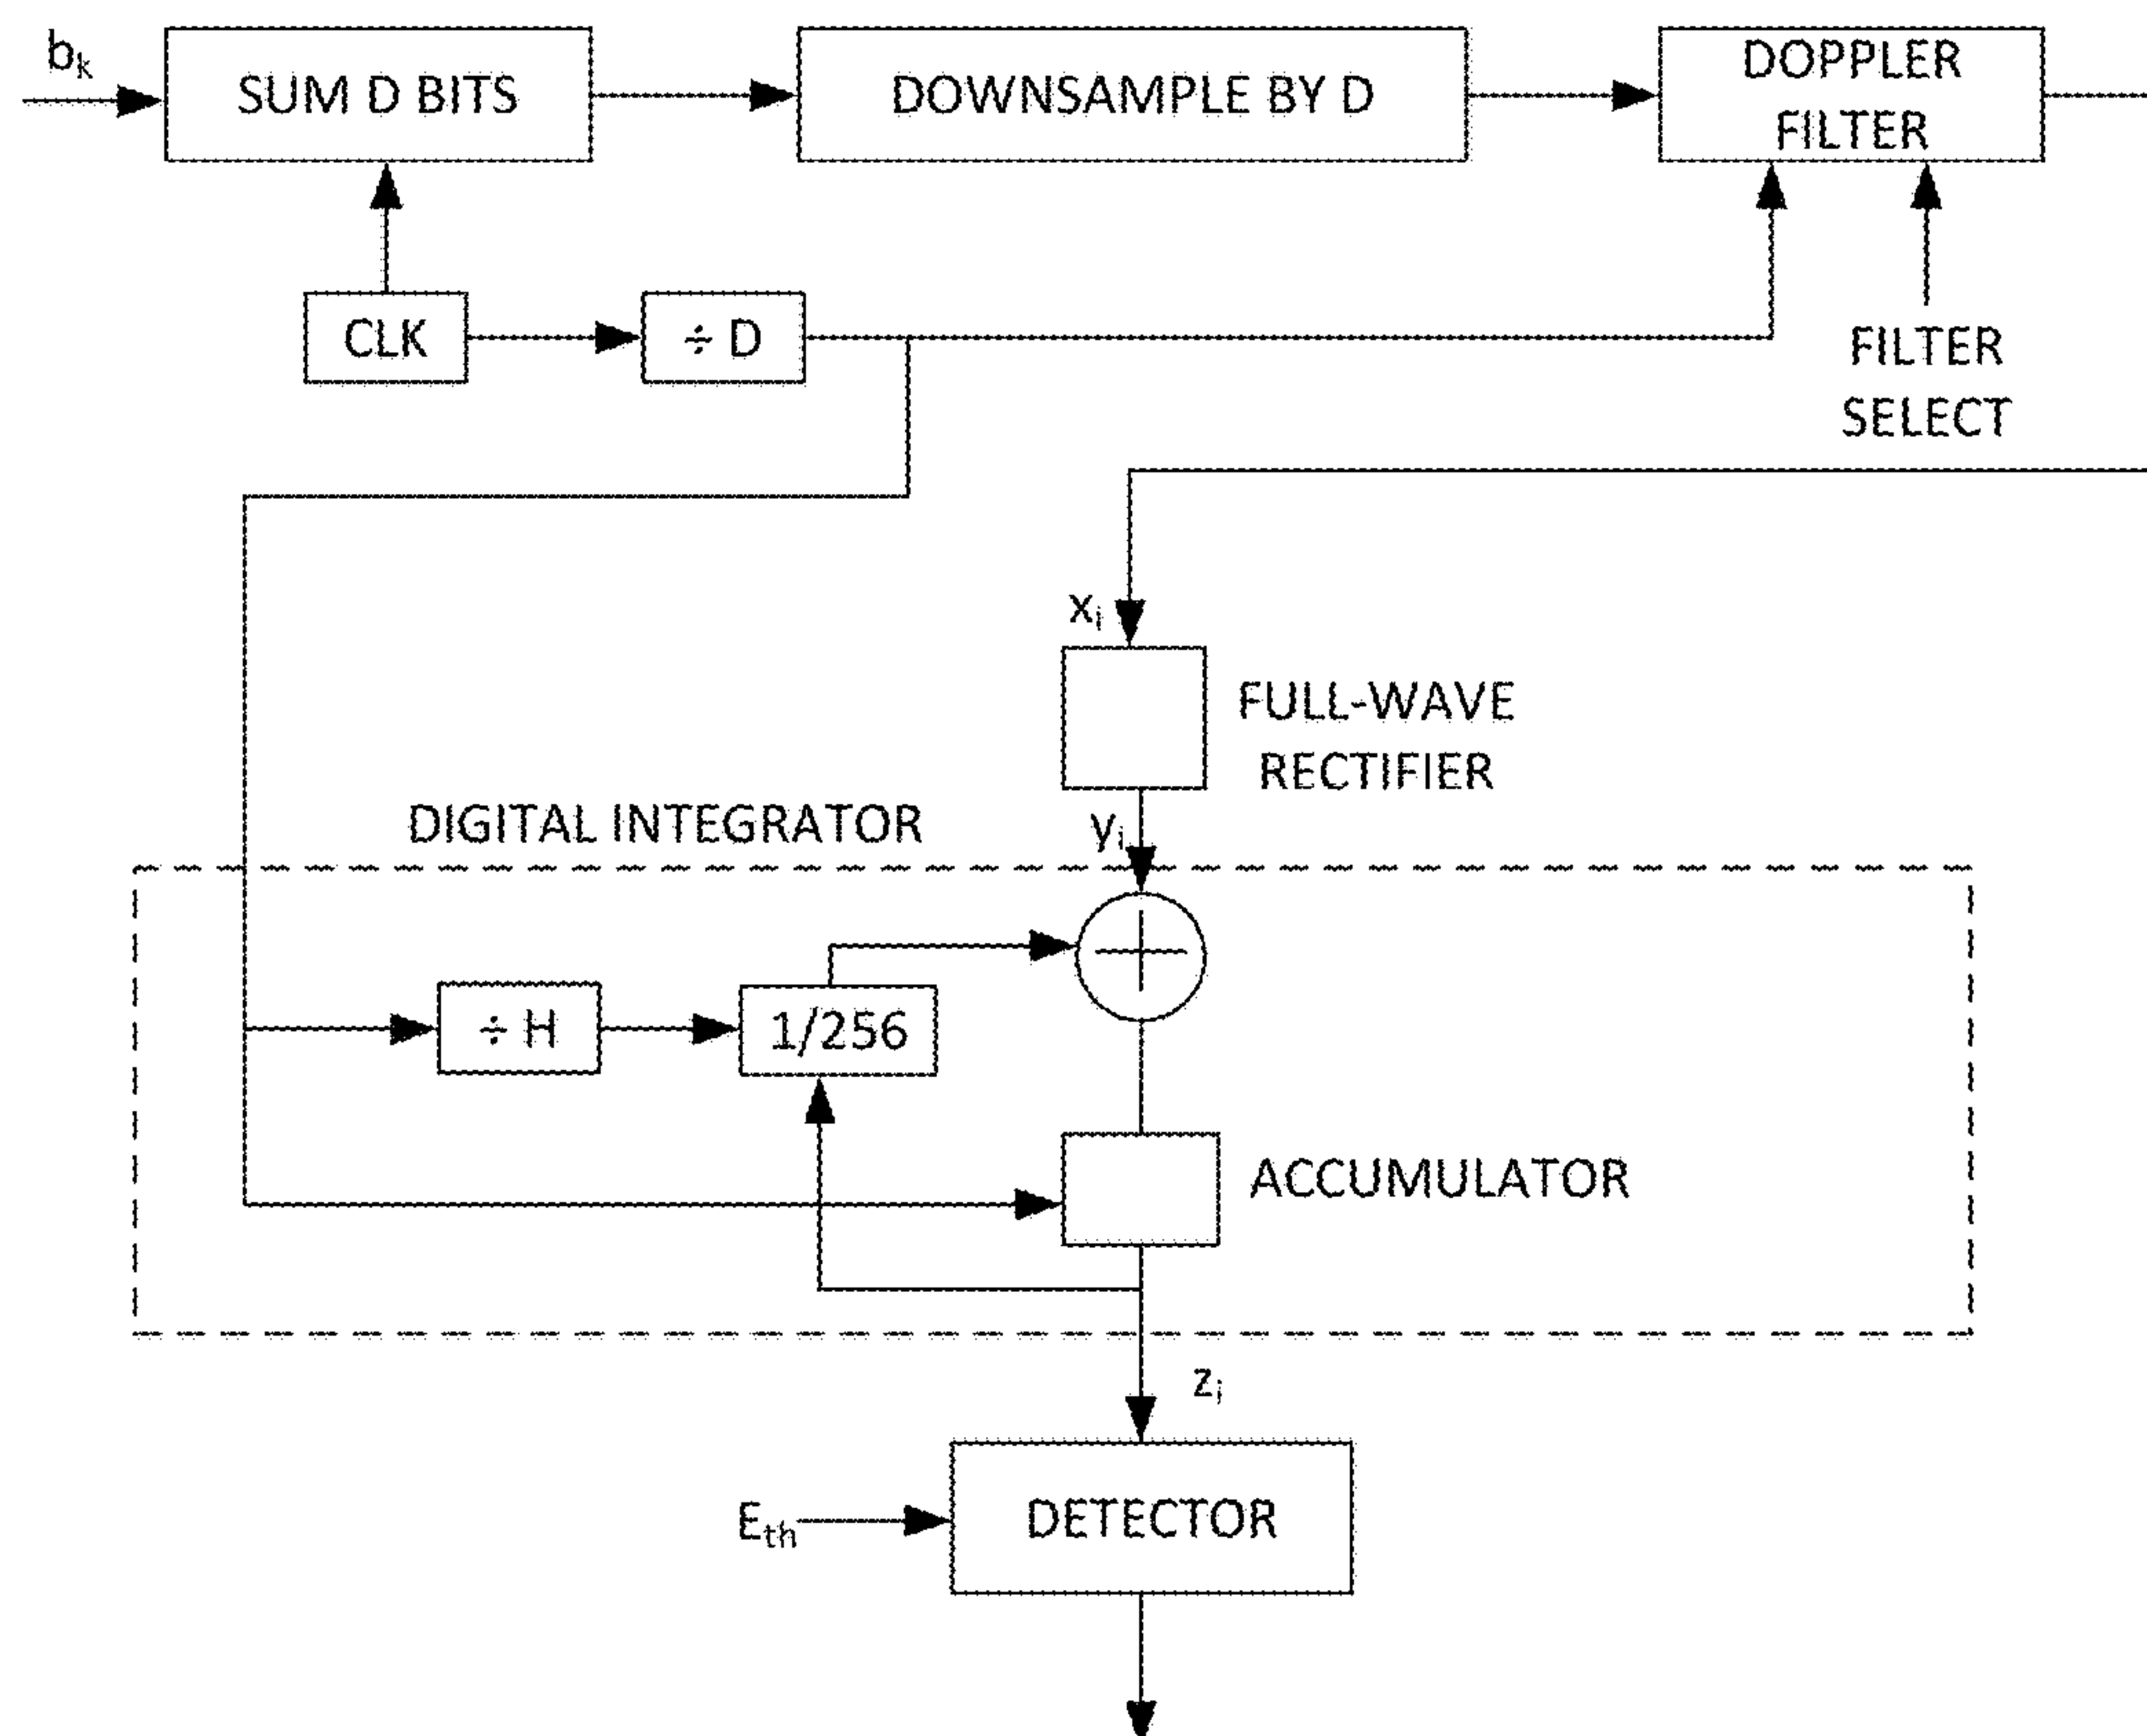 b_k
SUM D BITS
DOWNSAMPLE BY D
DOPPLER
FILTER
CLK
÷ D
FILTER
SELECT
x_i
FULL-WAVE
RECTIFIER
DIGITAL INTEGRATOR
y_i
÷ H
1/256
ACCUMULATOR
z_i
E_th
DETECTOR